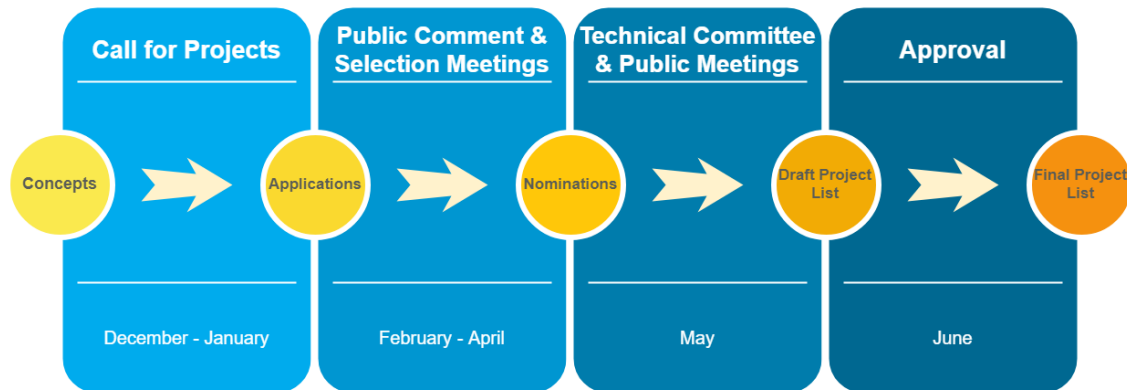 Call for Projects
Public Comment &
Selection Meetings
Technical Committee
& Public Meetings
Approval
Concepts
Applications
Nominations
Draft Project
List
Final Project
List
December - January
February - April
May
June